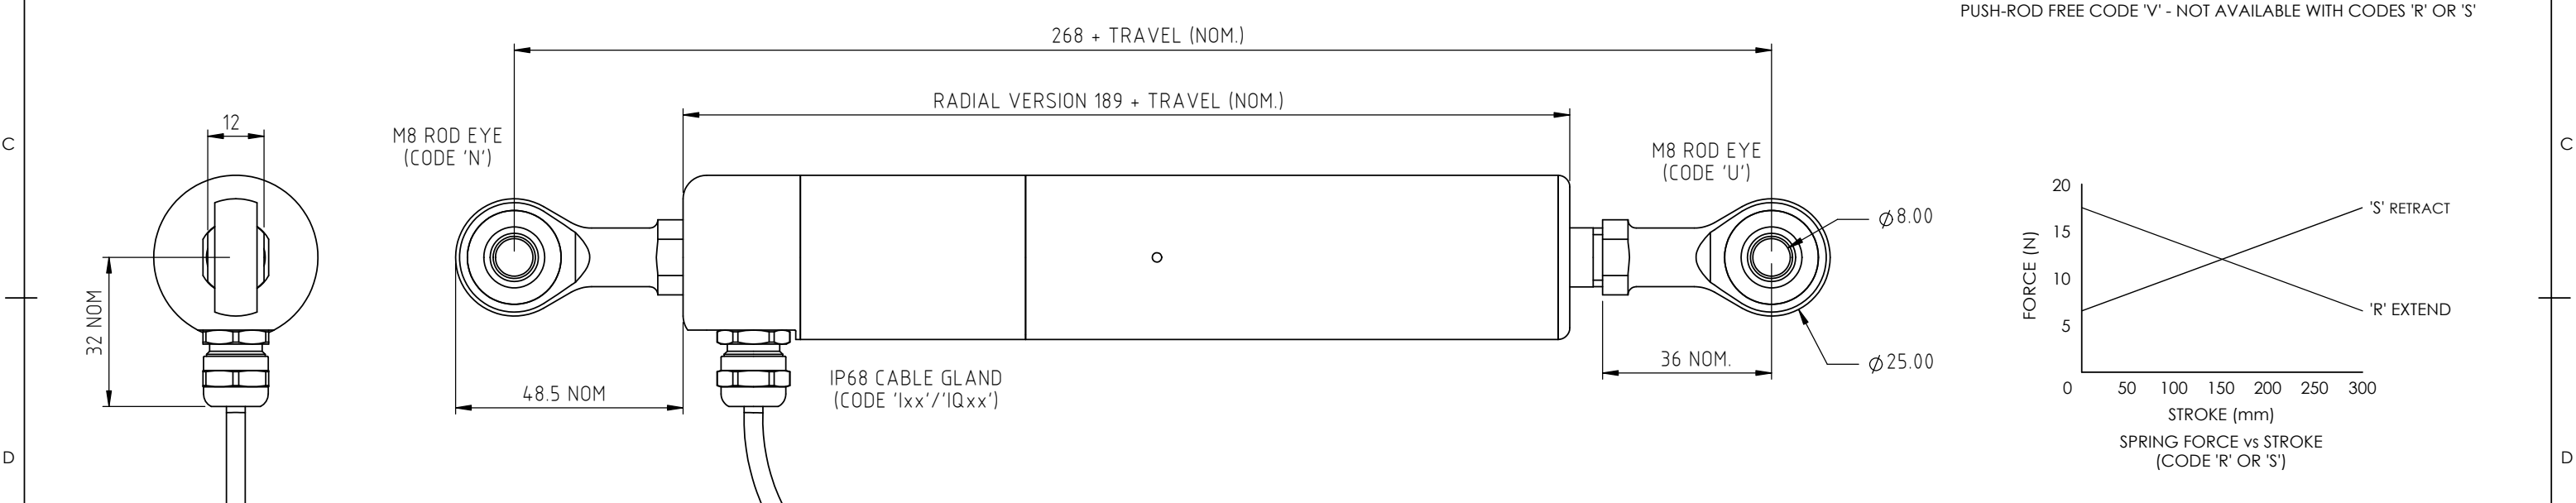 PUSH-ROD FREE CODE 'V' - NOT AVAILABLE WITH CODES 'R' OR 'S'
268 + TRAVEL (NOM.)
RADIAL VERSION 189 + TRAVEL (NOM.)
12
M8 ROD EYE
(CODE 'N')
M8 ROD EYE
(CODE 'U')
C
C
32 NOM
48.5 NOM
IP68 CABLE GLAND
(CODE 'Ixx'/'IQxx')
36 NOM.
Ø8.00
Ø25.00
FORCE (N)
20
15
10
5
'S' RETRACT
'R' EXTEND
0 50 100 150 200 250 300
STROKE (mm)
SPRING FORCE vs STROKE
(CODE 'R' OR 'S')
D
D